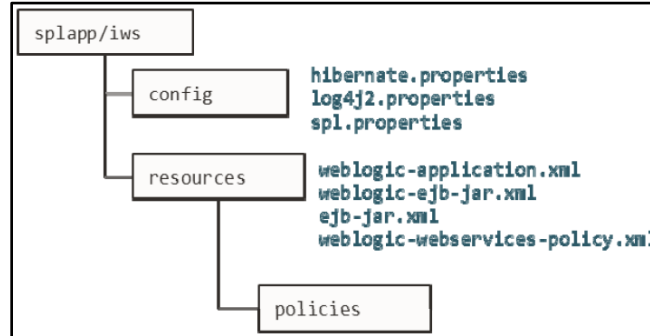 splapp/iws
config
hibernate.properties
log4j2.properties
spl.properties
resources
weblogic-application.xml
weblogic-ejb-jar.xml
ejb-jar.xml
weblogic-webservices-policy.xml
policies